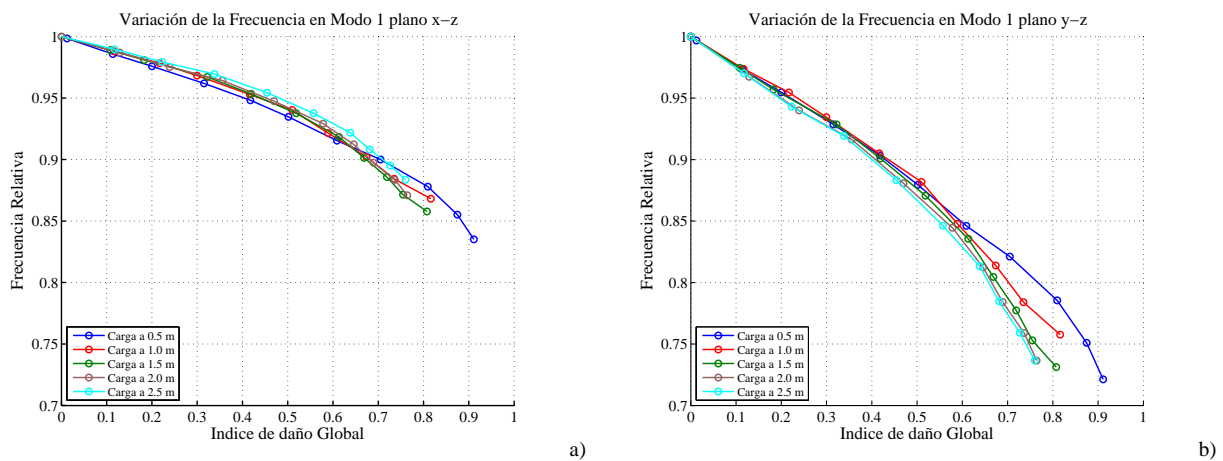 Variación de la Frecuencia en Modo 1 plano x−z
1
0.95
0.9
0.85
0.8
0.75
0.7
Frecuencia Relativa
Carga a 0.5 m
Carga a 1.0 m
Carga a 1.5 m
Carga a 2.0 m
Carga a 2.5 m
0 0.1 0.2 0.3 0.4 0.5 0.6 0.7 0.8 0.9 1
Indice de daño Global
a)
Variación de la Frecuencia en Modo 1 plano y−z
1
0.95
0.9
0.85
0.8
0.75
0.7
Frecuencia Relativa
Carga a 0.5 m
Carga a 1.0 m
Carga a 1.5 m
Carga a 2.0 m
Carga a 2.5 m
0 0.1 0.2 0.3 0.4 0.5 0.6 0.7 0.8 0.9 1
Indice de daño Global
b)